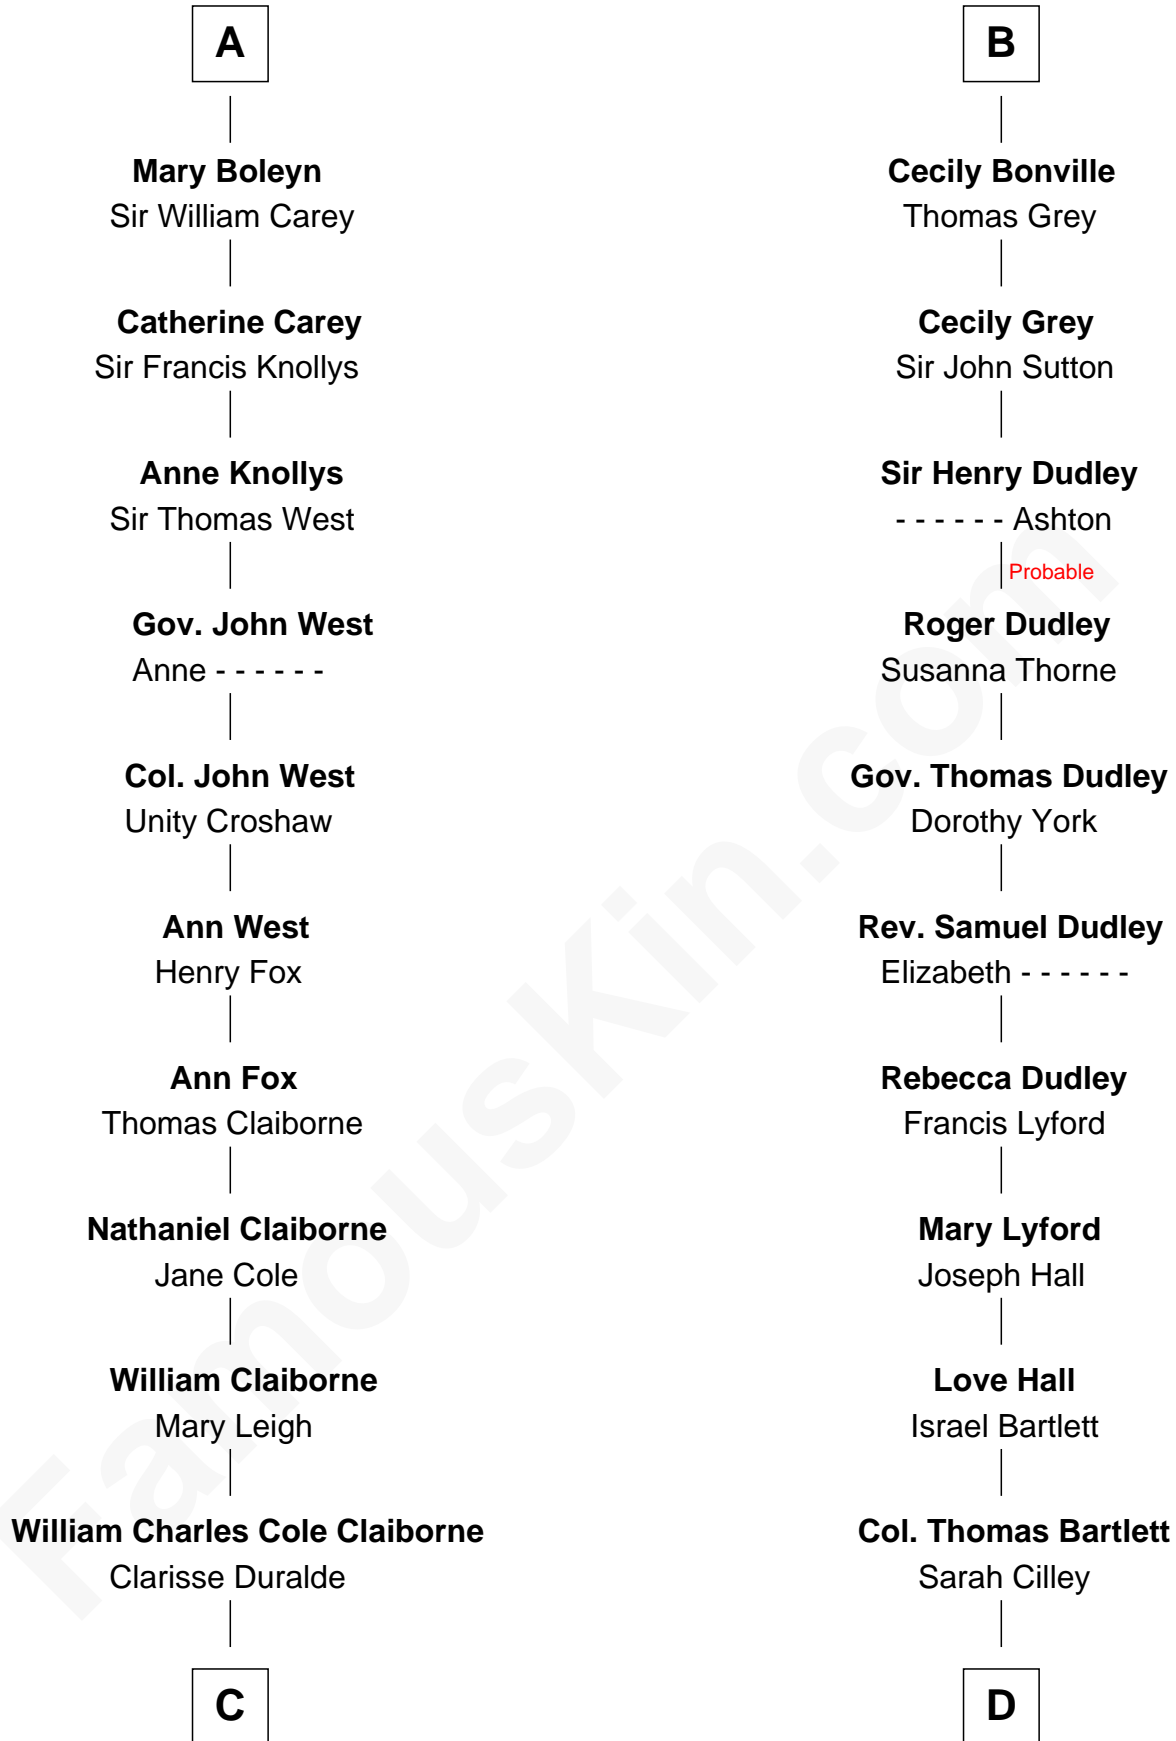 A
Mary Boleyn
Sir William Carey
Catherine Carey
Sir Francis Knollys
Anne Knollys
Sir Thomas West
Gov. John West
Anne - - - - - -
Col. John West
Unity Croshaw
Ann West
Henry Fox
Ann Fox
Thomas Claiborne
Nathaniel Claiborne
Jane Cole
William Claiborne
Mary Leigh
William Charles Cole Claiborne
Clarisse Duralde
C
B
Cecily Bonville
Thomas Grey
Cecily Grey
Sir John Sutton
Sir Henry Dudley
- - - - - - Ashton
Probable
Roger Dudley
Susanna Thorne
Gov. Thomas Dudley
Dorothy York
Rev. Samuel Dudley
Elizabeth - - - - - -
Rebecca Dudley
Francis Lyford
Mary Lyford
Joseph Hall
Love Hall
Israel Bartlett
Col. Thomas Bartlett
Sarah Cilley
D
FamousKin.com